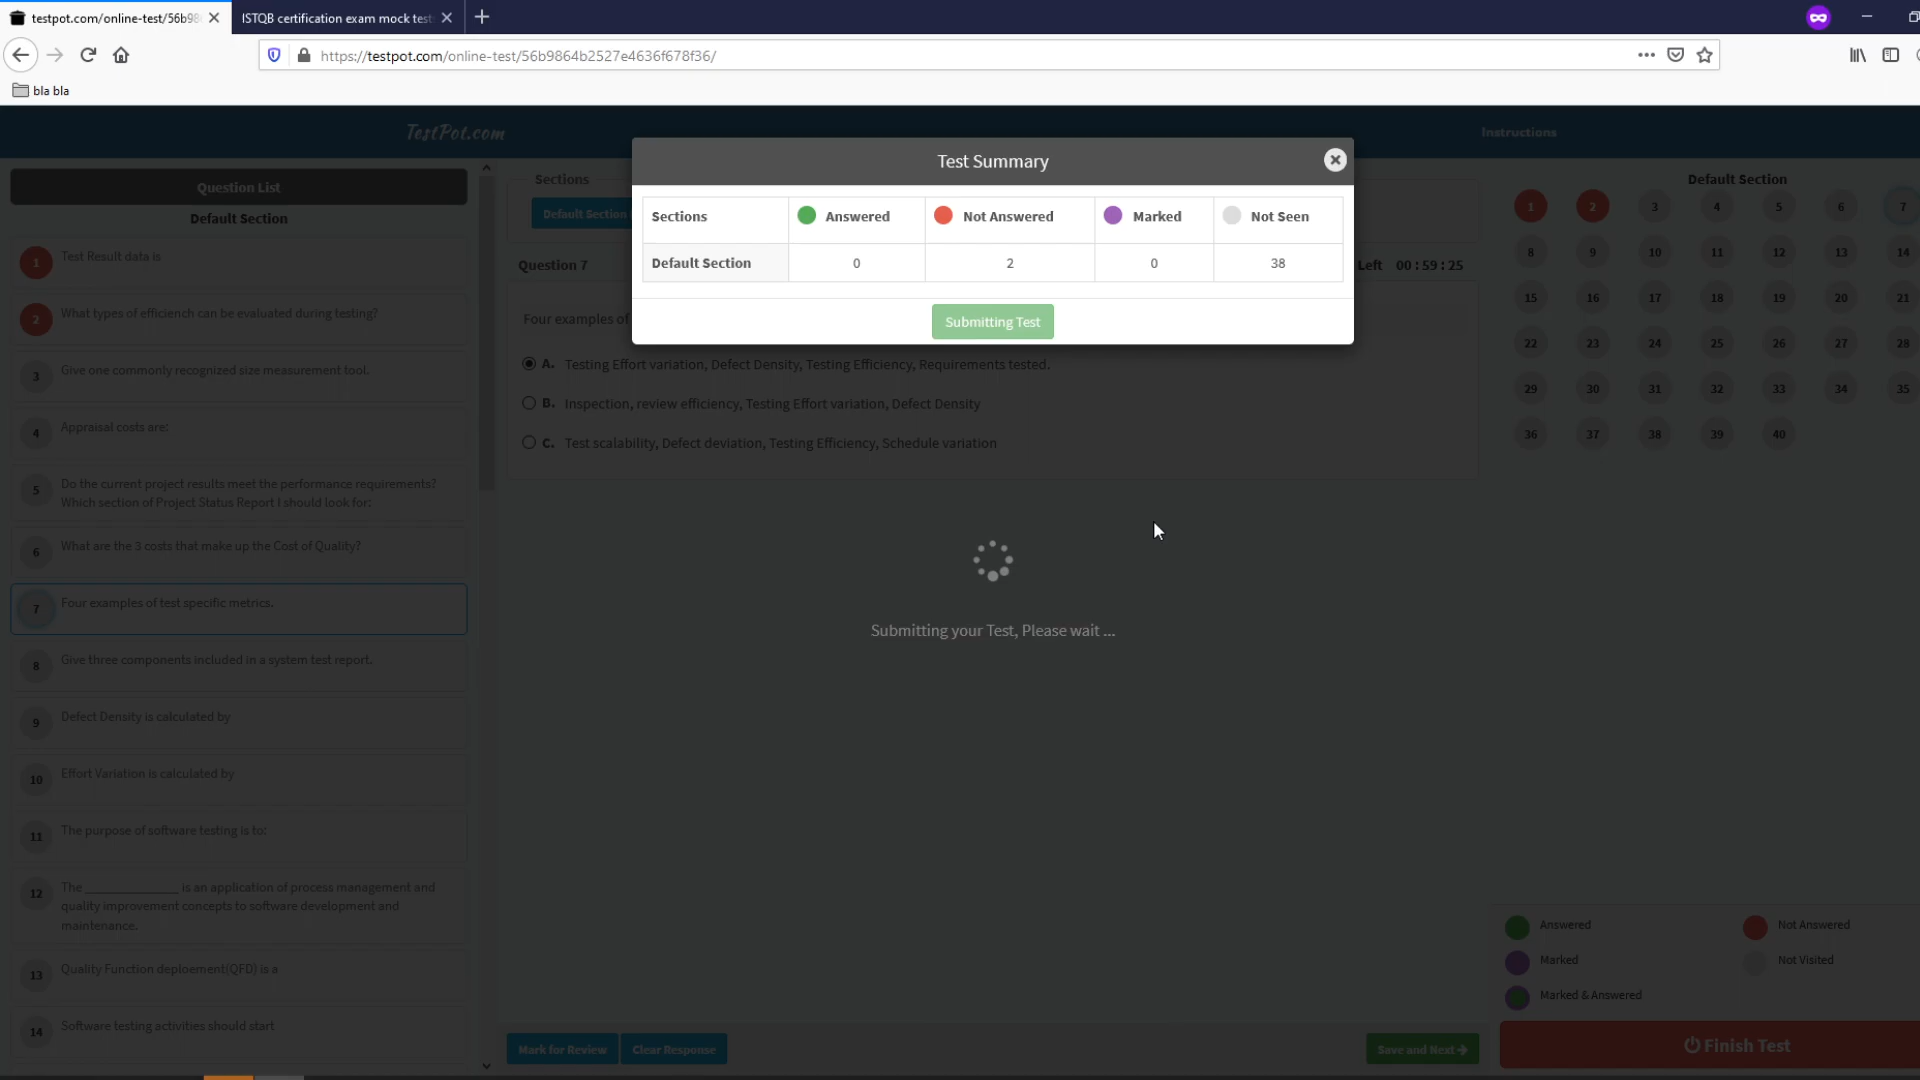 testpot.com/online-test/56b98
ISTQB certification exam mock test
https://testpot.com/online-test/56b9864b2527e4636f678f36/
bla bla
TestPot.com
Instructions
Test Summary
Sections Answered Not Answered Marked Not Seen
Default Section 0 2 0 38
Submitting Test
Question List
Default Section
1 Test Result data is
2 What types of efficiench can be evaluated during testing?
3 Give one commonly recognized size measurement tool.
4 Appraisal costs are:
5 Do the current project results meet the performance requirements?
Which section of Project Status Report I should look for:
6 What are the 3 costs that make up the Cost of Quality?
7 Four examples of test specific metrics.
8 Give three components included in a system test report.
9 Defect Density is calculated by
10 Effort Variation is calculated by
11 The purpose of software testing is to:
12 The ______________ is an application of process management and
quality improvement concepts to software development and
maintenance.
13 Quality Function deploement(QFD) is a
14 Software testing activities should start
Sections
Default Section
Question 7
Left 00:59:25
Four examples of
A. Testing Effort variation, Defect Density, Testing Efficiency, Requirements tested.
B. Inspection, review efficiency, Testing Effort variation, Defect Density
C. Test scalability, Defect deviation, Testing Efficiency, Schedule variation
Submitting your Test, Please wait ...
Mark for Review Clear Response
Save and Next
Default Section
1 2 3 4 5 6 7
8 9 10 11 12 13 14
15 16 17 18 19 20 21
22 23 24 25 26 27 28
29 30 31 32 33 34 35
36 37 38 39 40
Answered Not Answered
Marked Not Visited
Marked & Answered
Finish Test